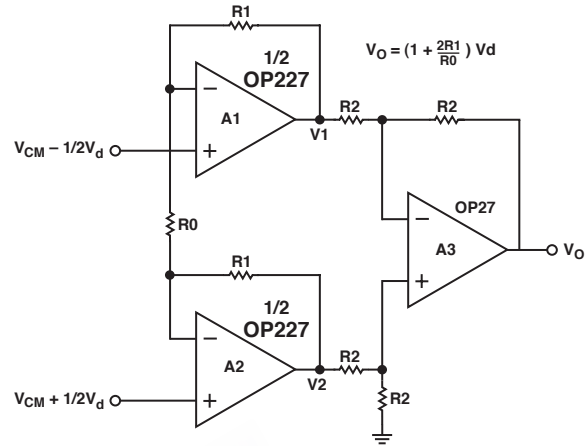 R1
V_O = (1 + 2R1/R0) Vd
1/2
OP227
−
A1
+
V1
R2
R2
V_CM − 1/2V_d
R0
OP27
−
A3
+
V_O
R1
1/2
OP227
−
A2
+
V2
R2
V_CM + 1/2V_d
R2